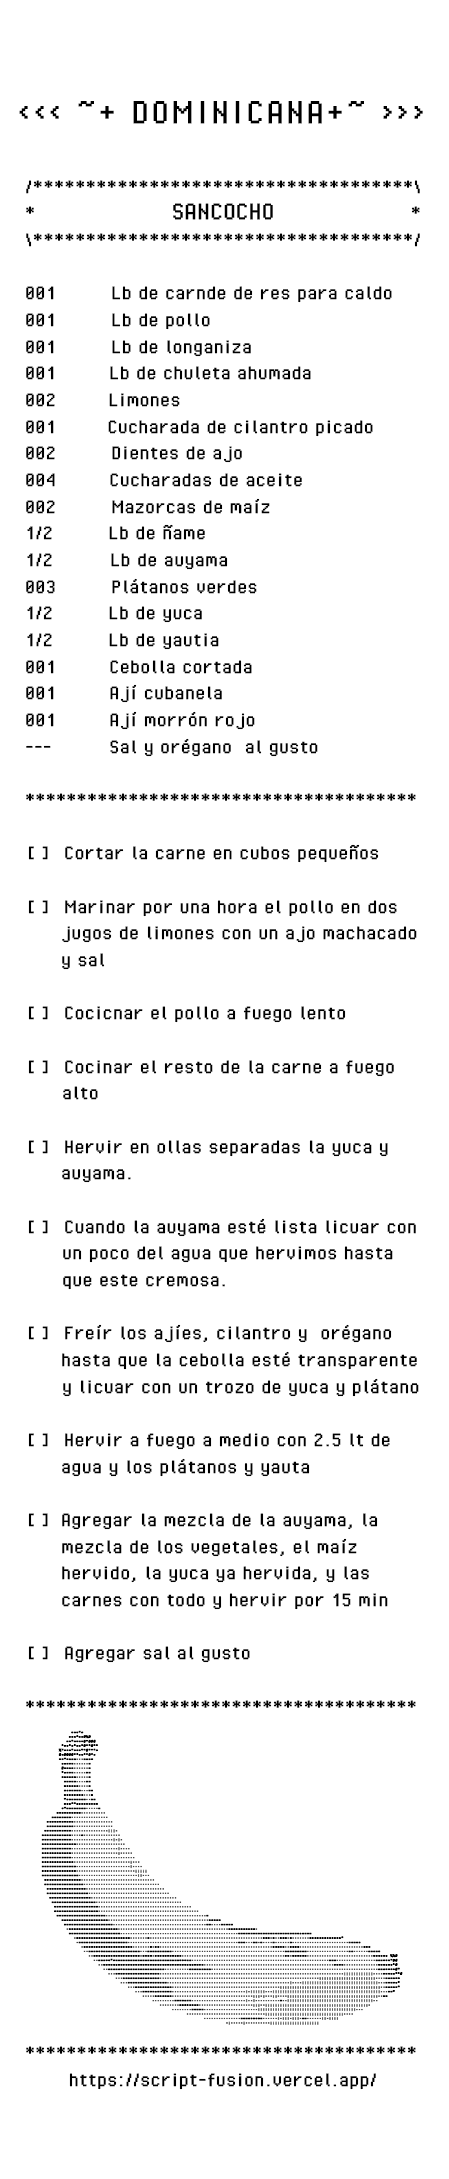 <<< ~+ DOMINICANA+~ >>>
/************************************\
* SANCOCHO *
\************************************/
001 Lb de carnde de res para caldo
001 Lb de pollo
001 Lb de longaniza
001 Lb de chuleta ahumada
002 Limones
001 Cucharada de cilantro picado
002 Dientes de ajo
004 Cucharadas de aceite
002 Mazorcas de maíz
1/2 Lb de ñame
1/2 Lb de auyama
003 Plátanos verdes
1/2 Lb de yuca
1/2 Lb de yautia
001 Cebolla cortada
001 Ají cubanela
001 Ají morrón rojo
--- Sal y orégano  al gusto
**************************************
[ ] Cortar la carne en cubos pequeños
[ ] Marinar por una hora el pollo en dos
jugos de limones con un ajo machacado
y sal
[ ] Cocicnar el pollo a fuego lento
[ ] Cocinar el resto de la carne a fuego
alto
[ ] Hervir en ollas separadas la yuca y
auyama.
[ ] Cuando la auyama esté lista licuar con
un poco del agua que hervimos hasta
que este cremosa.
[ ] Freír los ajíes, cilantro y  orégano
hasta que la cebolla esté transparente
y licuar con un trozo de yuca y plátano
[ ] Hervir a fuego a medio con 2.5 lt de
agua y los plátanos y yauta
[ ] Agregar la mezcla de la auyama, la
mezcla de los vegetales, el maíz
hervido, la yuca ya hervida, y las
carnes con todo y hervir por 15 min
[ ] Agregar sal al gusto
**************************************
**************************************
https://script-fusion.vercel.app/